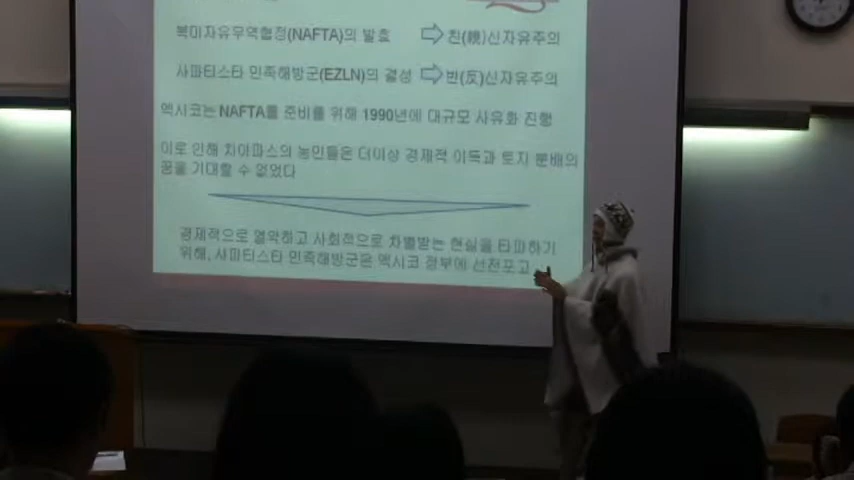 북미자유무역협정(NAFTA)의 발효 ⇨ 친(親)신자유주의
사파티스타 민족해방군(EZLN)의 결성 ⇨ 반(反)신자유주의
멕시코는 NAFTA를 준비를 위해 1990년에 대규모 사유화 진행
이로 인해 치아파스의 농민들은 더이상 경제적 이득과 토지 분배의
꿈을 기대할 수 없었다
경제적으로 열악하고 사회적으로 차별받는 현실을 타파하기
위해, 사파티스타 민족해방군은 멕시코 정부에 선전포고